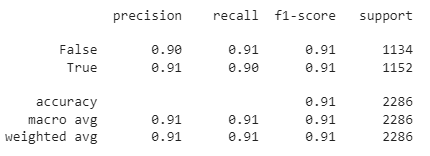 precision recall f1-score support
False 0.90 0.91 0.91 1134
True 0.91 0.90 0.91 1152
accuracy 0.91 2286
macro avg 0.91 0.91 0.91 2286
weighted avg 0.91 0.91 0.91 2286